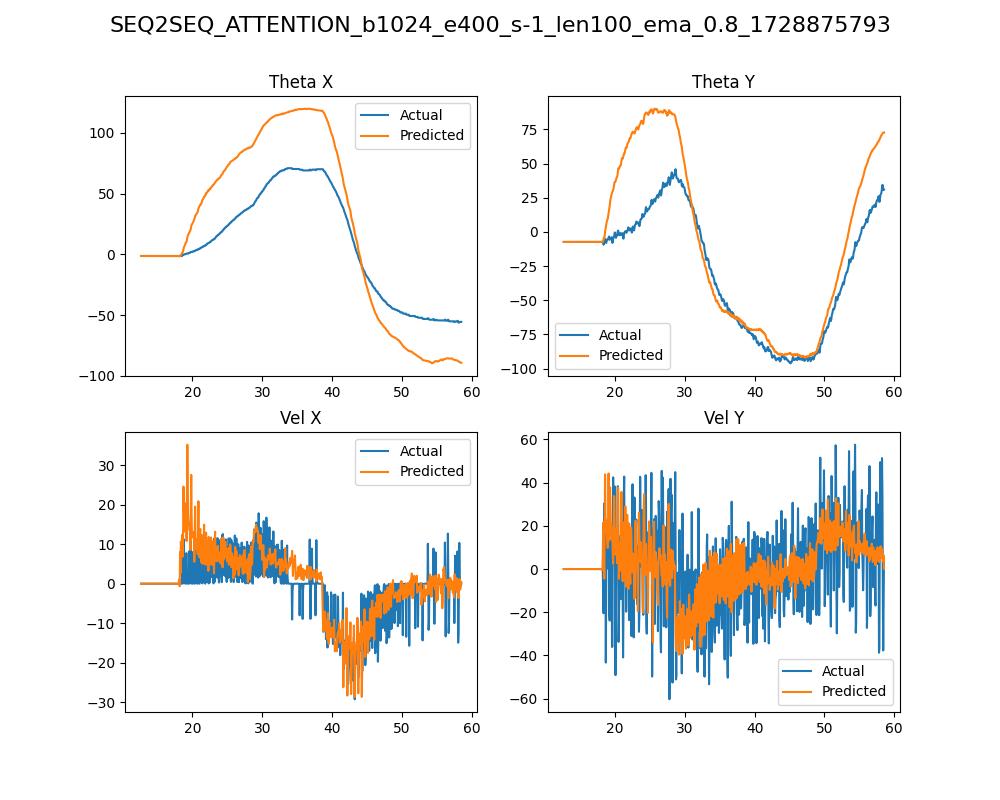 SEQ2SEQ_ATTENTION_b1024_e400_s-1_len100_ema_0.8_1728875793
Theta X
Actual
Predicted
100
50
0
−50
−100
20 30 40 50 60
Theta Y
Actual
Predicted
75
50
25
0
−25
−50
−75
−100
20 30 40 50 60
Vel X
Actual
Predicted
30
20
10
0
−10
−20
−30
20 30 40 50 60
Vel Y
Actual
Predicted
60
40
20
0
−20
−40
−60
20 30 40 50 60